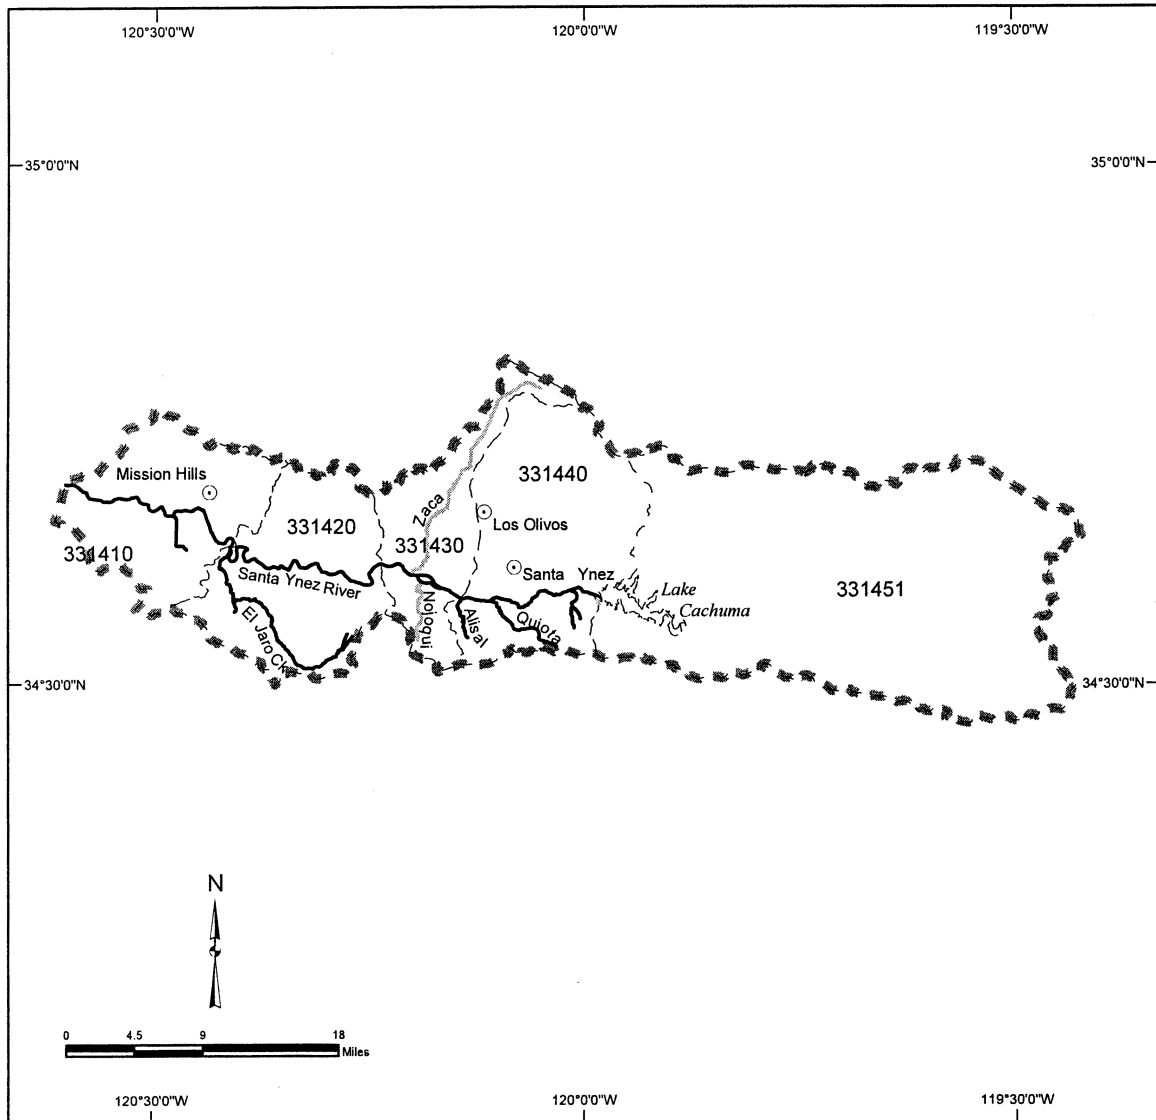 120°30'0"W
120°0'0"W
119°30'0"W
35°0'0"N
35°0'0"N
331440
Mission Hills
Zaca
331420
Los Olivos
331430
331410
Santa Ynez
Santa Ynez River
Lake
Cachuma
331451
Nojoqui
Alisal
Quiota
El Jaro Ck
34°30'0"N
34°30'0"N
N
0 4.5 9 18
Miles
120°30'0"W
120°0'0"W
119°30'0"W